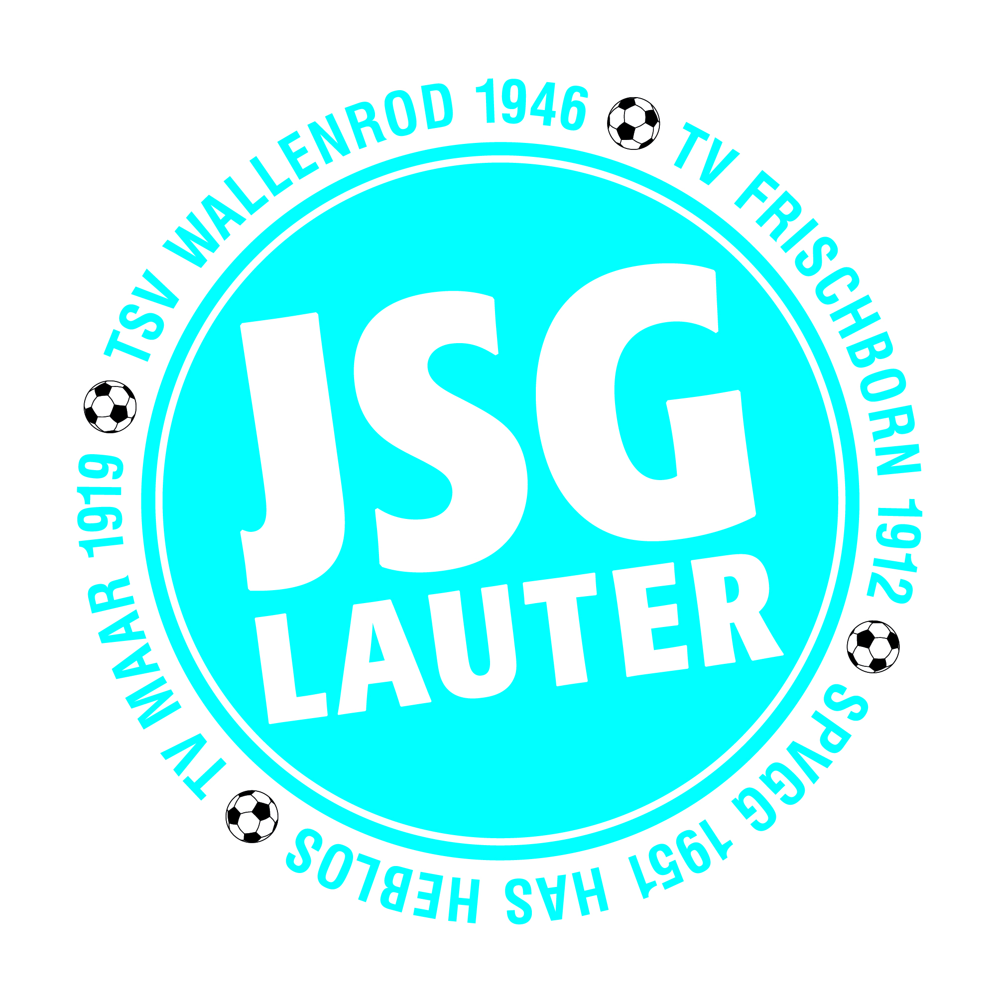 JSG
LAUTER
TSV WALLENROD 1946
TV FRISCHBORN 1912
SPVGG 1951 HAS HEBLOS
TV MAAR 1919